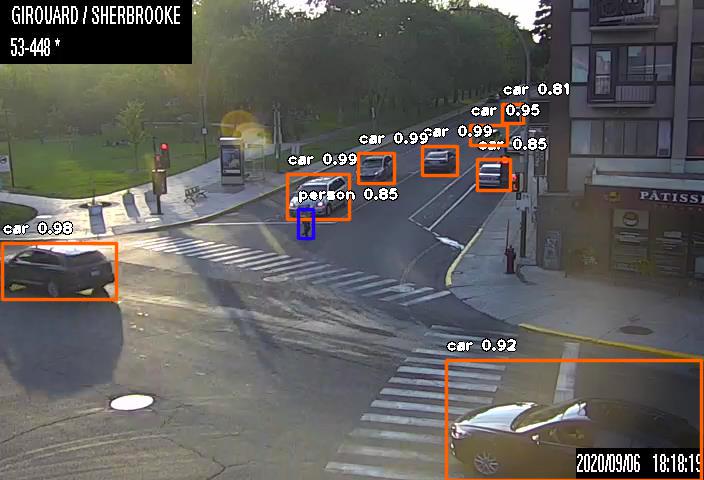 GIROUARD / SHERBROOKE
53-448 *
car 0.81
car 0.95
car 0.99
car 0.99
car 0.85
car 0.99
person 0.85
PÂTISS
car 0.98
car 0.92
2020/09/06 18:18:19